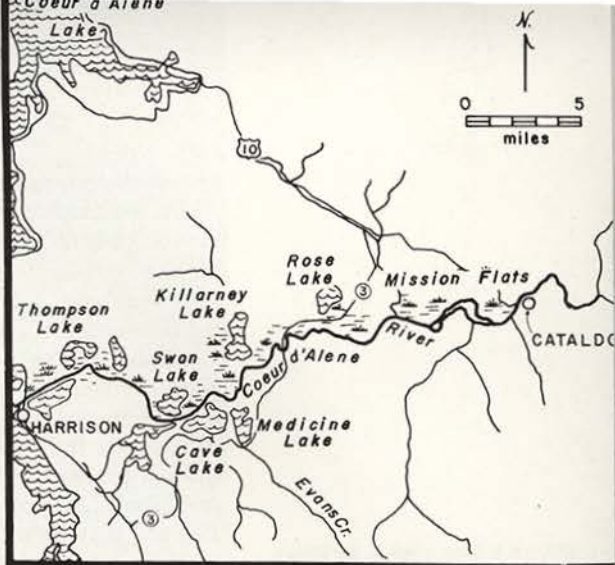 Coeur d'Alene
Lake
N.
0 5
miles
10
Rose
Lake
3
Mission Flats
Killarney
Lake
Thompson
Lake
River
CATALDO
Swan
Lake
Coeur d'Alene
HARRISON
Medicine
Lake
Cave
Lake
Evans Cr.
3